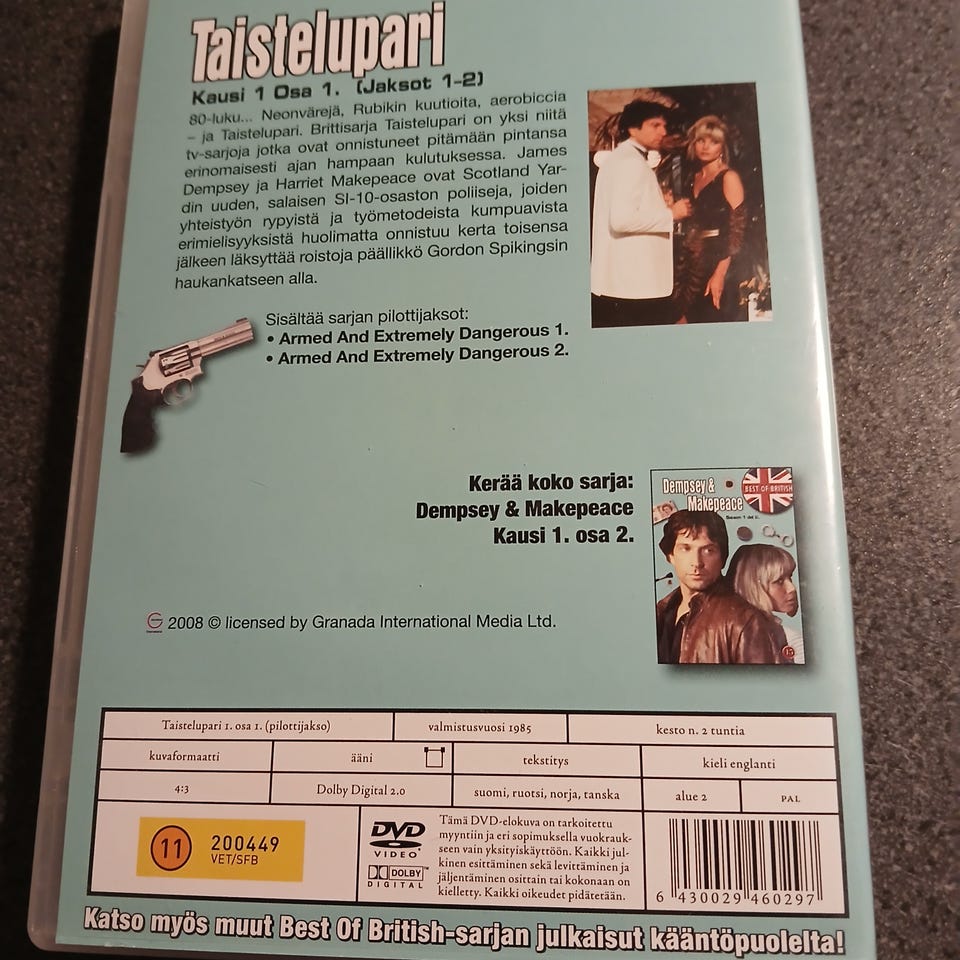 Taistelupari
Kausi 1 Osa 1. (Jaksot 1-2)
80-luku... Neonvärejä, Rubikin kuutioita, aerobiccia
– ja Taistelupari. Brittisarja Taistelupari on yksi niitä
tv-sarjoja jotka ovat onnistuneet pitämään pintansa
erinomaisesti ajan hampaan kulutuksessa. James
Dempsey ja Harriet Makepeace ovat Scotland Yar-
din uuden, salaisen SI-10-osaston poliiseja, joiden
yhteistyön rypyistä ja työmetodeista kumpuavista
erimielisyyksistä huolimatta onnistuu kerta toisensa
jälkeen läksyttää roistoja päällikkö Gordon Spikingsin
haukankatseen alla.
Sisältää sarjan pilottijaksot:
• Armed And Extremely Dangerous 1.
• Armed And Extremely Dangerous 2.
Kerää koko sarja:
Dempsey & Makepeace
Kausi 1. osa 2.
Dempsey &
Makepeace
BEST OF BRITISH
Season 1 del 2.
15
G 2008 © licensed by Granada International Media Ltd.
Taistelupari 1. osa 1. (pilottijakso) valmistusvuosi 1985 kesto n. 2 tuntia
kuvaformaatti ääni tekstitys kieli englanti
4:3 Dolby Digital 2.0 suomi, ruotsi, norja, tanska alue 2 PAL
11 200449
VET/SFB
DVD
VIDEO
DOLBY
DIGITAL
Tämä DVD-elokuva on tarkoitettu
myyntiin ja eri sopimuksella vuokrauk-
seen vain yksityiskäyttöön. Kaikki jul-
kinen esittäminen sekä levittäminen ja
jäljentäminen osittain tai kokonaan on
kielletty. Kaikki oikeudet pidäterään.
6 430029 460297
Katso myös muut Best Of British-sarjan julkaisut kääntöpuolelta!